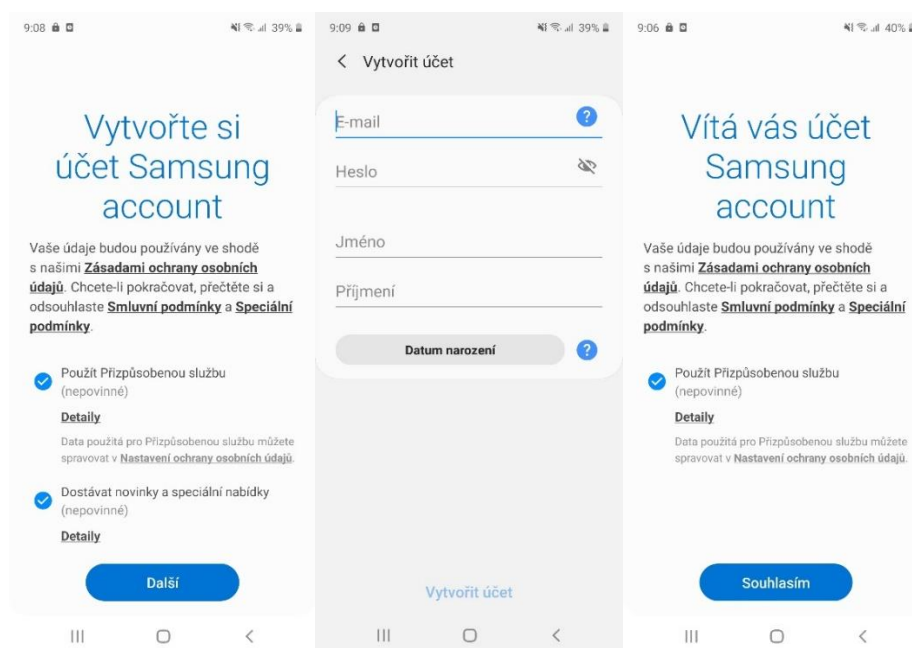 9:08
39%
Vytvořte si
účet Samsung
account
Vaše údaje budou používány ve shodě
s našimi Zásadami ochrany osobních
údajů. Chcete-li pokračovat, přečtěte si a
odsouhlaste Smluvní podmínky a Speciální
podmínky.
Použít Přizpůsobenou službu
(nepovinné)
Detaily
Data použitá pro Přizpůsobenou službu můžete
spravovat v Nastavení ochrany osobních údajů.
Dostávat novinky a speciální nabídky
(nepovinné)
Detaily
Další
9:09
39%
Vytvořit účet
E-mail
?
Heslo
Jméno
Příjmení
Datum narození
?
Vytvořit účet
9:06
40%
Vítá vás účet
Samsung
account
Vaše údaje budou používány ve shodě
s našimi Zásadami ochrany osobních
údajů. Chcete-li pokračovat, přečtěte si a
odsouhlaste Smluvní podmínky a Speciální
podmínky.
Použít Přizpůsobenou službu
(nepovinné)
Detaily
Data použitá pro Přizpůsobenou službu můžete
spravovat v Nastavení ochrany osobních údajů.
Souhlasím